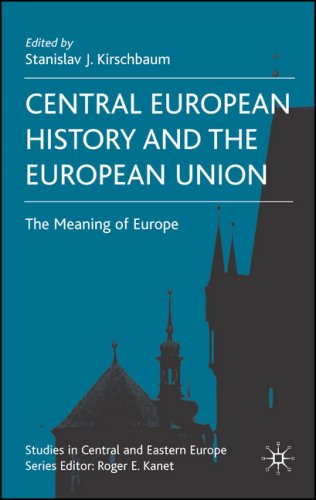 Edited by
Stanislav J. Kirschbaum
CENTRAL EUROPEAN
HISTORY AND THE
EUROPEAN UNION
The Meaning of Europe
Studies in Central and Eastern Europe
Series Editor: Roger E. Kanet